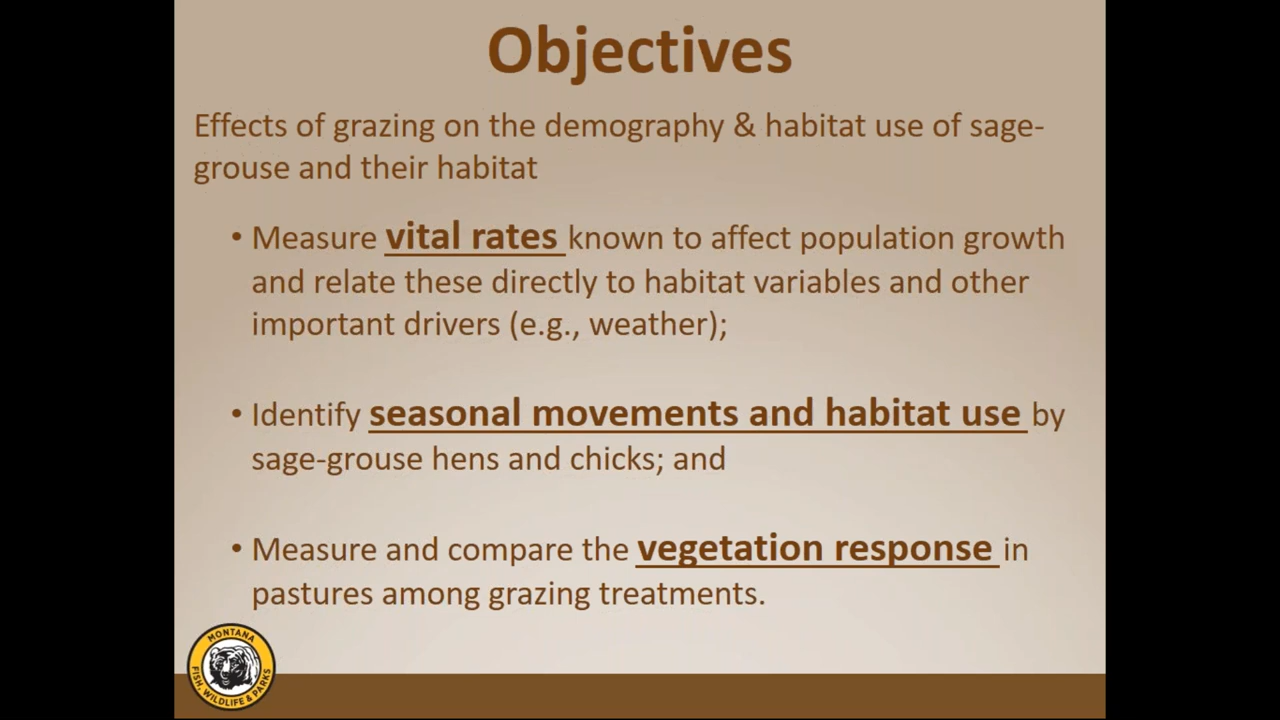 Objectives
Effects of grazing on the demography & habitat use of sage-
grouse and their habitat
• Measure vital rates known to affect population growth
and relate these directly to habitat variables and other
important drivers (e.g., weather);
• Identify seasonal movements and habitat use by
sage-grouse hens and chicks; and
• Measure and compare the vegetation response in
pastures among grazing treatments.
MONTANA
FISH, WILDLIFE & PARKS